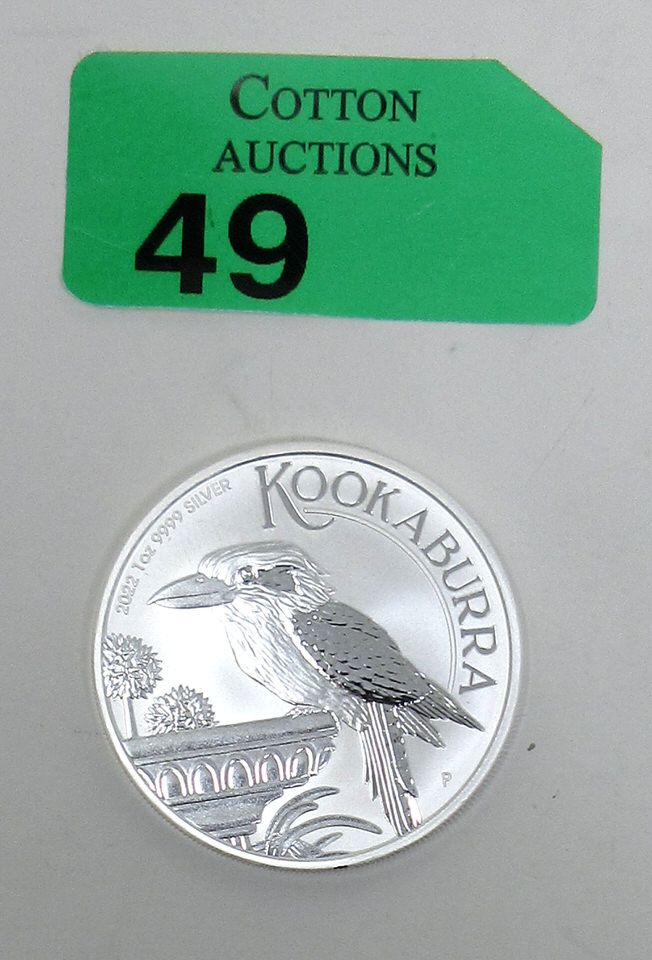 COTTON
AUCTIONS
49
2022 1oz 9999 SILVER
KOOKABURRA
P